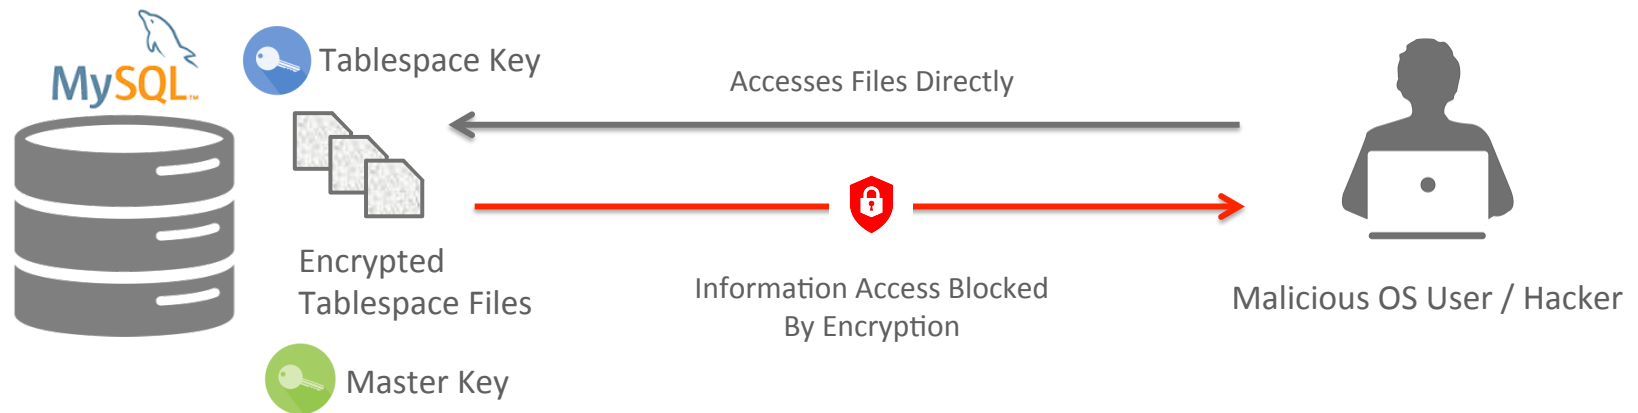 MySQL™
Tablespace Key
Accesses Files Directly
Encrypted
Tablespace Files
Information Access Blocked
By Encryption
Malicious OS User / Hacker
Master Key